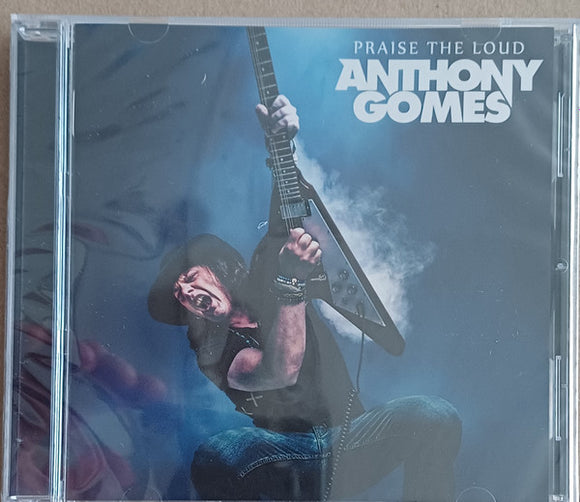 PRAISE THE LOUD
ANTHONY
GOMES